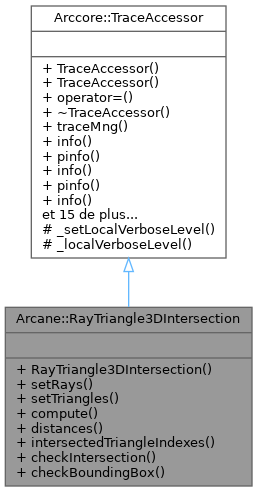 Arccore::TraceAccessor
+ TraceAccessor()
+ TraceAccessor()
+ operator=()
+ ~TraceAccessor()
+ traceMng()
+ info()
+ pinfo()
+ info()
+ pinfo()
+ info()
et 15 de plus...
# _setLocalVerboseLevel()
# _localVerboseLevel()
Arcane::RayTriangle3DIntersection
+ RayTriangle3DIntersection()
+ setRays()
+ setTriangles()
+ compute()
+ distances()
+ intersectedTriangleIndexes()
+ checkIntersection()
+ checkBoundingBox()